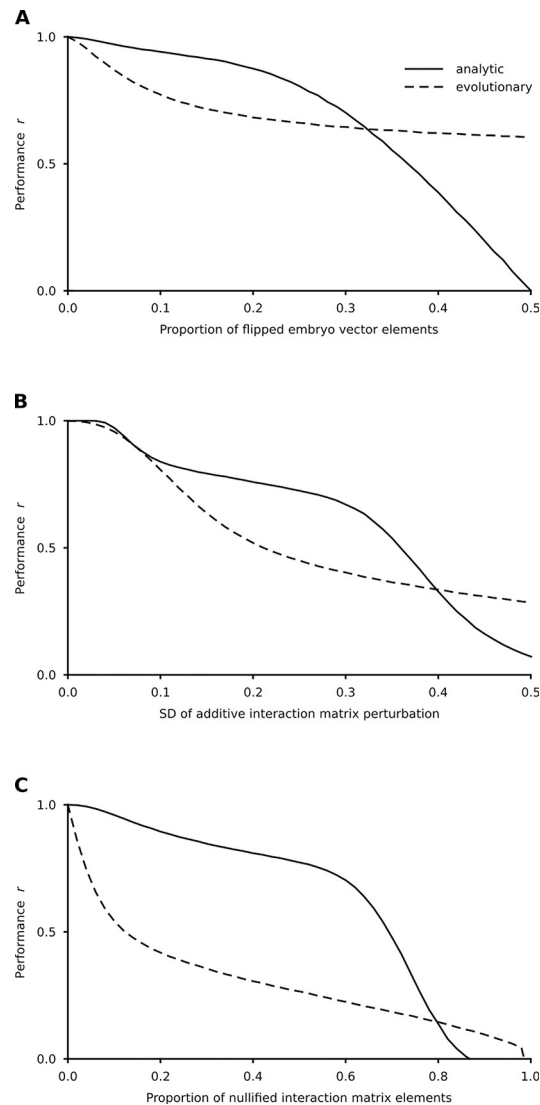 A
1.0
analytic
evolutionary
Performance r
0.5
0.0
0.0 0.1 0.2 0.3 0.4 0.5
Proportion of flipped embryo vector elements
B
1.0
Performance r
0.5
0.0
0.0 0.1 0.2 0.3 0.4 0.5
SD of additive interaction matrix perturbation
C
1.0
Performance r
0.5
0.0
0.0 0.2 0.4 0.6 0.8 1.0
Proportion of nullified interaction matrix elements